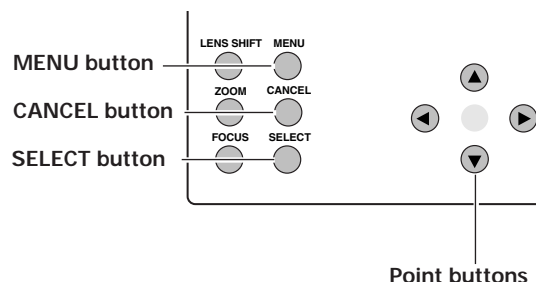 LENS SHIFT MENU
MENU button
ZOOM CANCEL
CANCEL button
FOCUS SELECT
SELECT button
Point buttons